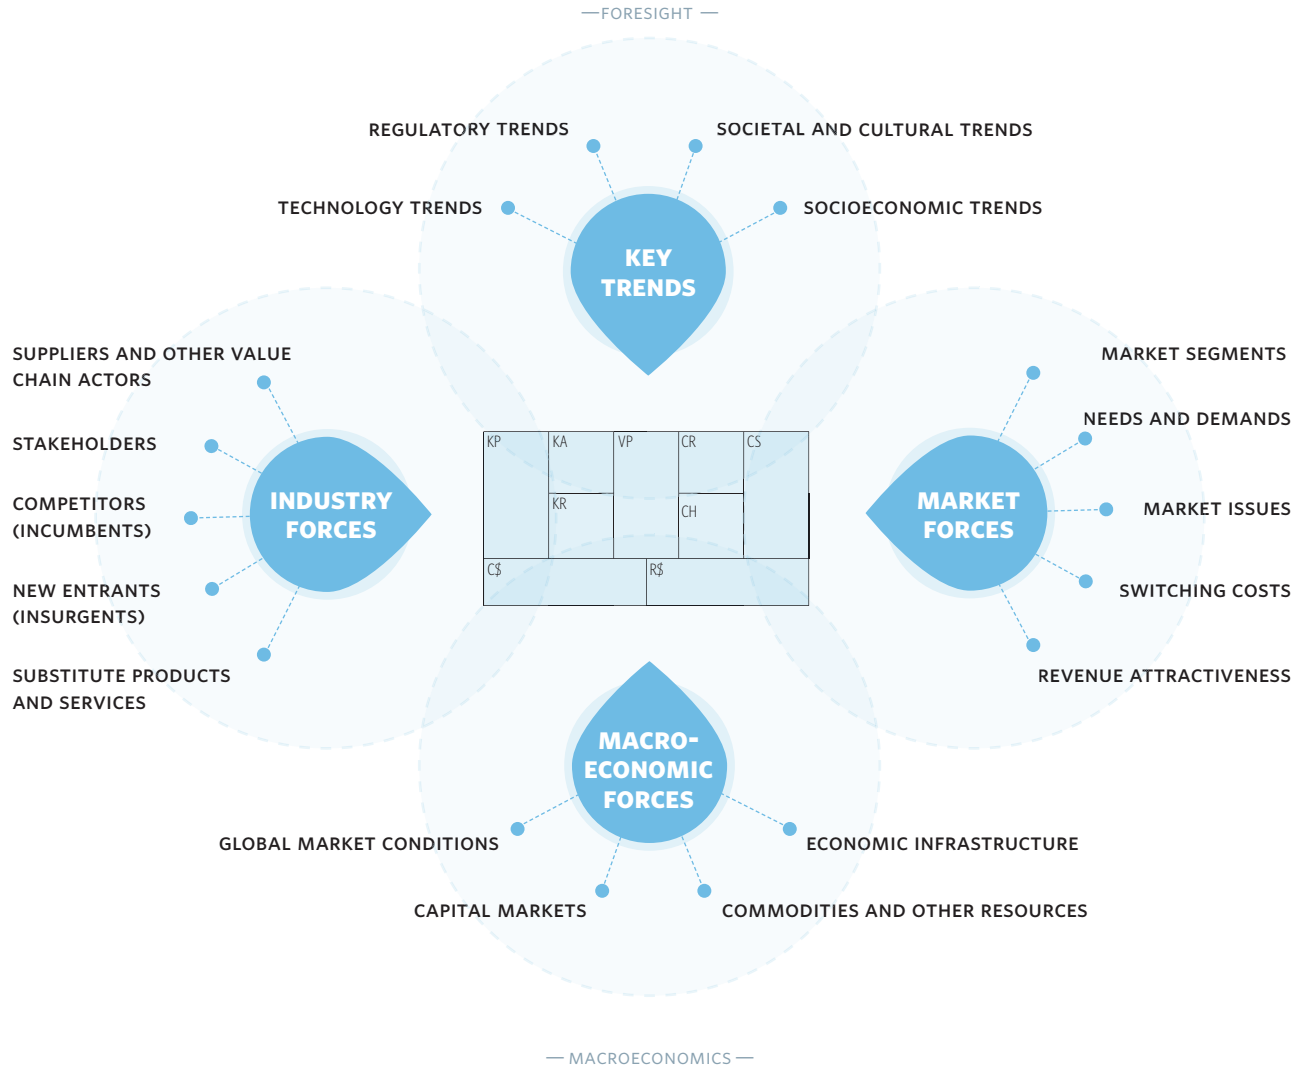 FORESIGHT
REGULATORY TRENDS
SOCIETAL AND CULTURAL TRENDS
TECHNOLOGY TRENDS
SOCIOECONOMIC TRENDS
KEY
TRENDS
SUPPLIERS AND OTHER VALUE
CHAIN ACTORS
STAKEHOLDERS
COMPETITORS
(INCUMBENTS)
NEW ENTRANTS
(INSURGENTS)
SUBSTITUTE PRODUCTS
AND SERVICES
INDUSTRY
FORCES
KP
KA
VP
CR
CS
KR
CH
C$
R$
MARKET
FORCES
MARKET SEGMENTS
NEEDS AND DEMANDS
MARKET ISSUES
SWITCHING COSTS
REVENUE ATTRACTIVENESS
MACRO-
ECONOMIC
FORCES
GLOBAL MARKET CONDITIONS
ECONOMIC INFRASTRUCTURE
CAPITAL MARKETS
COMMODITIES AND OTHER RESOURCES
MACROECONOMICS